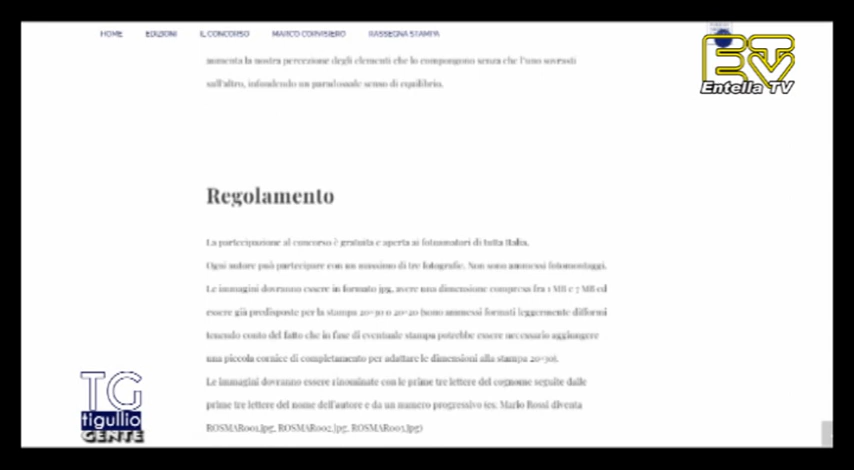 HOME EDIZIONI IL CONCORSO MARCO CORVISIERO RASSEGNA STAMPA
aumenta la nostra percezione degli elementi che lo compongono senza che l'uno sovrasti
sull'altro, infondendo un paradossale senso di equilibrio.
Entella TV
Regolamento
La partecipazione al concorso è gratuita e aperta ai fotoamatori di tutta Italia.
Ogni autore può partecipare con un massimo di tre fotografie. Non sono ammessi fotomontaggi.
Le immagini dovranno essere in formato jpg, avere una dimensione compresa fra 1 MB e 7 MB ed
essere già predisposte per la stampa 20×30 o 20×20 (sono ammessi formati leggermente difformi
tenendo conto del fatto che in fase di eventuale stampa potrebbe essere necessario aggiungere
una piccola cornice di completamento per adattare le dimensioni alla stampa 20×30).
Le immagini dovranno essere rinominate con le prime tre lettere del cognome seguite dalle
prime tre lettere del nome dell'autore e da un numero progressivo (es. Mario Rossi diventa
ROSMAR001.jpg, ROSMAR002.jpg, ROSMAR003.jpg)
TG
tigullio
GENTE